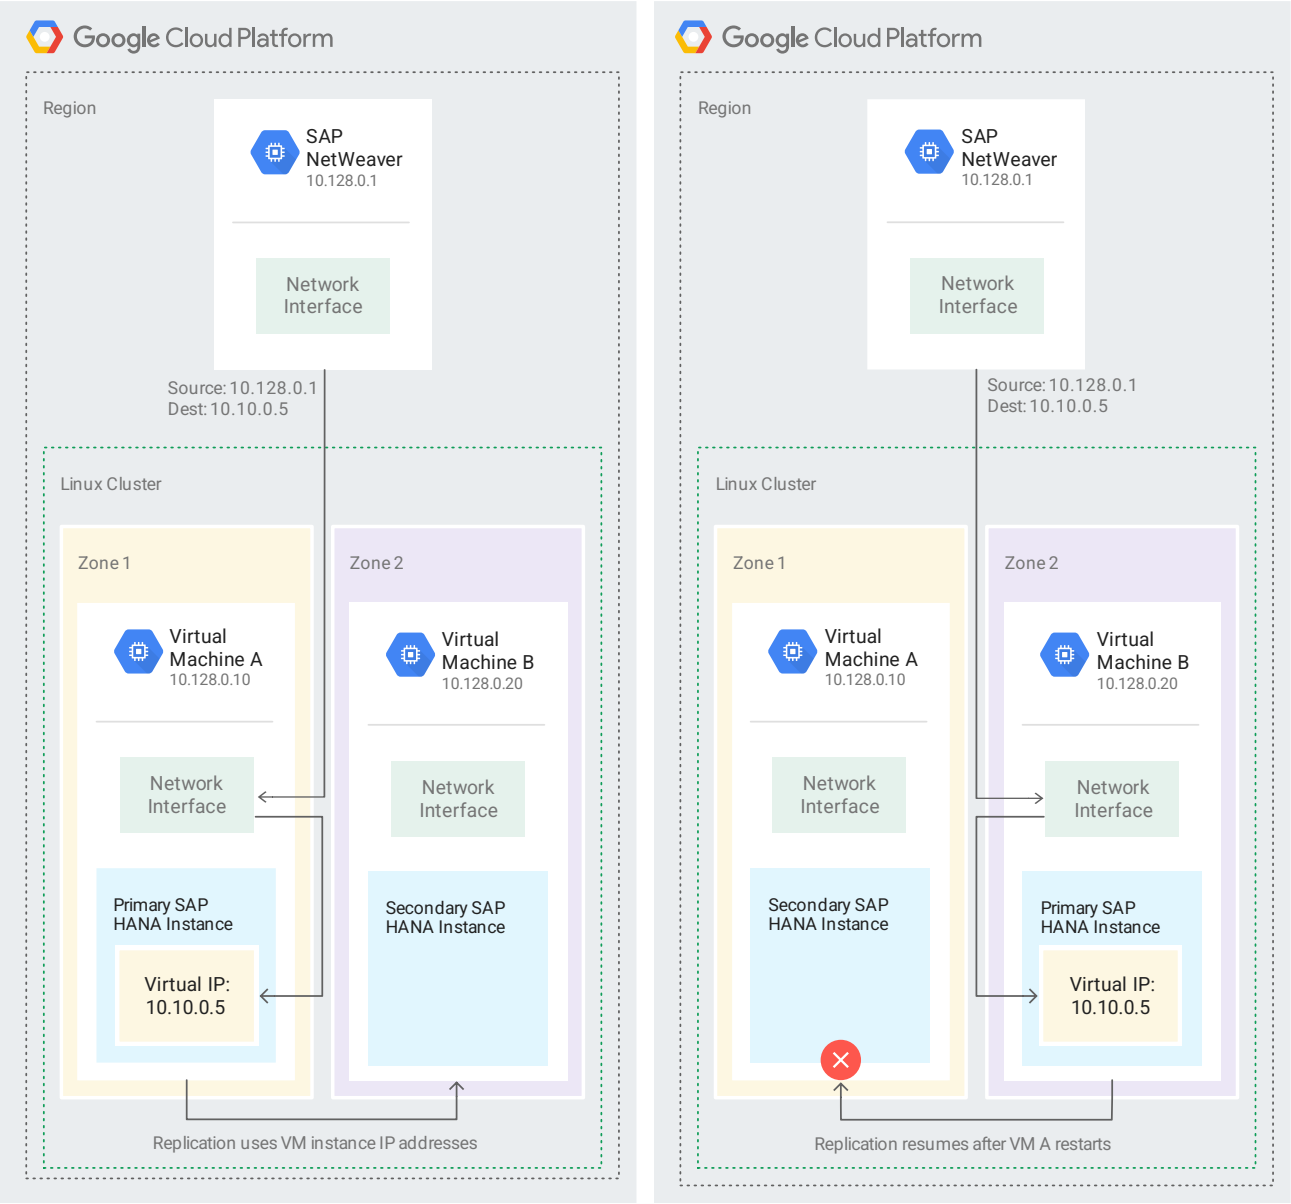 Google Cloud Platform
Region
SAP
NetWeaver
10.128.0.1
Network
Interface
Source: 10.128.0.1
Dest: 10.10.0.5
Linux Cluster
Zone 1
Virtual
Machine A
10.128.0.10
Network
Interface
Primary SAP
HANA Instance
Virtual IP:
10.10.0.5
Zone 2
Virtual
Machine B
10.128.0.20
Network
Interface
Secondary SAP
HANA Instance
Replication uses VM instance IP addresses
Google Cloud Platform
Region
SAP
NetWeaver
10.128.0.1
Network
Interface
Source: 10.128.0.1
Dest: 10.10.0.5
Linux Cluster
Zone 1
Virtual
Machine A
10.128.0.10
Network
Interface
Secondary SAP
HANA Instance
Zone 2
Virtual
Machine B
10.128.0.20
Network
Interface
Primary SAP
HANA Instance
Virtual IP:
10.10.0.5
Replication resumes after VM A restarts